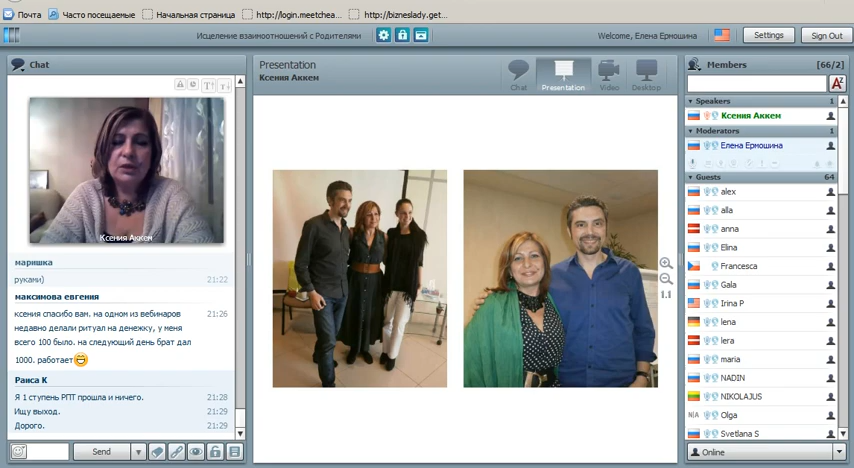 Почта
Часто посещаемые
Начальная страница
http://login.meetchea...
http://bizneslady.get...
Исцеление взаимоотношений с Родителями
Welcome, Елена Ермошина
Settings
Sign Out
Chat
T↑
T↓
Ксения Аккем
маришка
руками)
21:22
максимова евгения
ксения спасибо вам. на одном из вебинаров
21:26
недавно делали ритуал на денежку, у меня
всего 100 было. на следующий день брат дал
1000. работает
Раиса К
Я 1 ступень РПТ прошла и ничего.
21:28
Ищу выход.
21:29
Дорого.
21:29
Send
Presentation
Ксения Аккем
Chat
Presentation
Video
Desktop
1.1
Members
[66/2]
Speakers
1
Ксения Аккем
Moderators
1
Елена Ермошина
Guests
64
alex
alla
anna
Elina
Francesca
Gala
Irina P
lena
lera
maria
NADIN
NIKOLAJUS
N/A
Olga
Svetlana S
Online